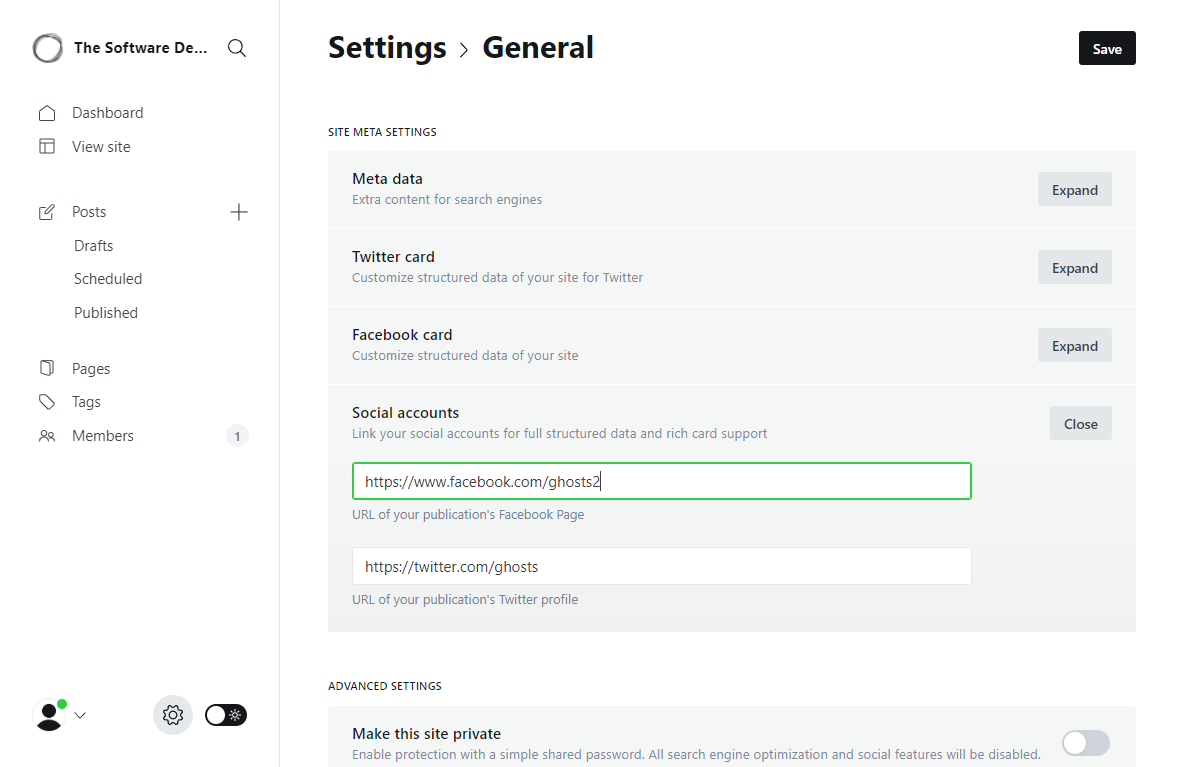 The Software De...
Dashboard
View site
Posts
Drafts
Scheduled
Published
Pages
Tags
Members
1
Settings > General
Save
SITE META SETTINGS
Meta data
Extra content for search engines
Expand
Twitter card
Customize structured data of your site for Twitter
Expand
Facebook card
Customize structured data of your site
Expand
Social accounts
Link your social accounts for full structured data and rich card support
Close
https://www.facebook.com/ghosts2
URL of your publication's Facebook Page
https://twitter.com/ghosts
URL of your publication's Twitter profile
ADVANCED SETTINGS
Make this site private
Enable protection with a simple shared password. All search engine optimization and social features will be disabled.